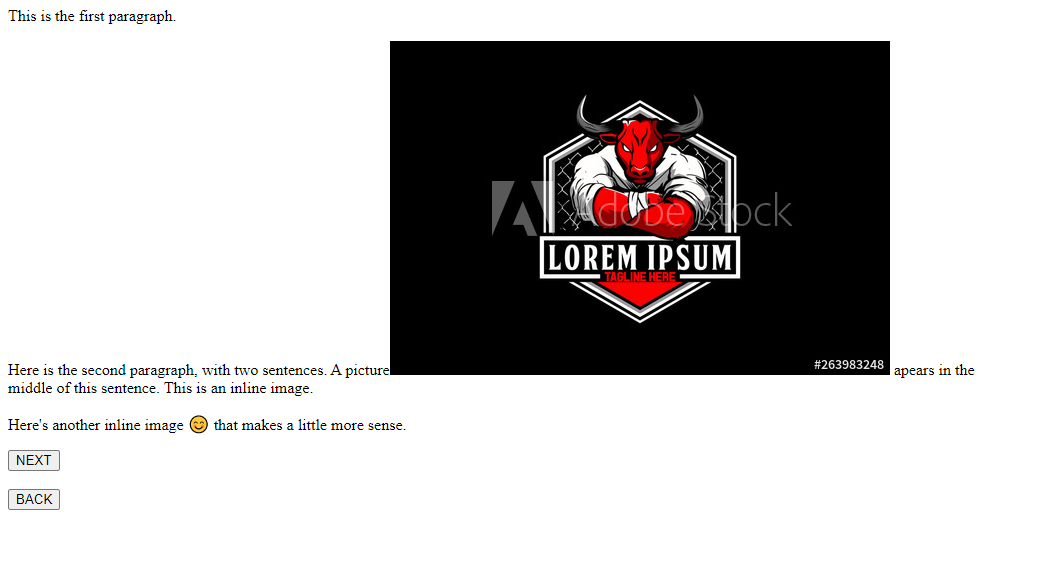 This is the first paragraph.
Adobe Stock
LOREM IPSUM
TAGLINE HERE
#263983248
Here is the second paragraph, with two sentences. A picture apears in the
middle of this sentence. This is an inline image.
Here's another inline image 😊 that makes a little more sense.
NEXT
BACK